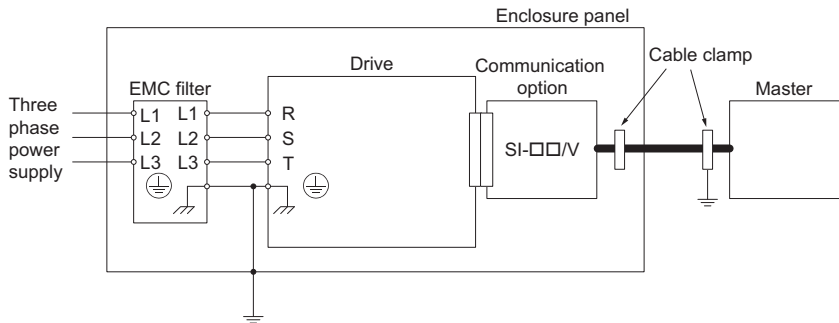 Enclosure panel
Drive
Communication
option
Cable clamp
Master
EMC filter
Three
phase
power
supply
L1 L1 R
L2 L2 S
L3 L3 T
SI-□□/V